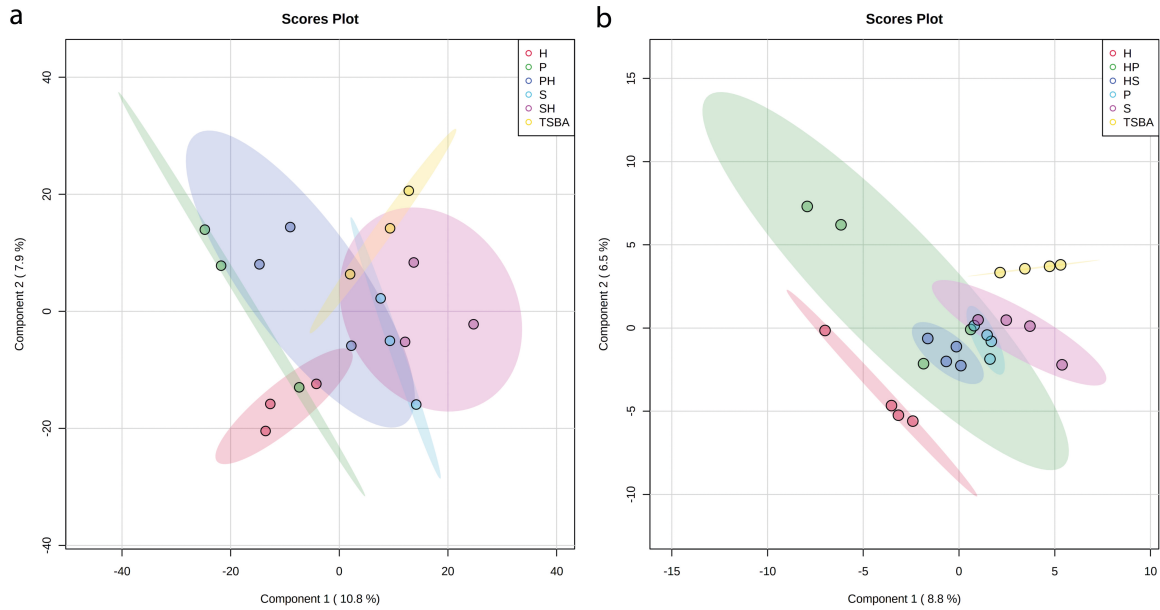 a
Scores Plot
H
P
PH
S
SH
TSBA
40
20
0
-20
-40
Component 2 ( 7.9 %)
-40 -20 0 20 40
Component 1 ( 10.8 %)
b
Scores Plot
H
HP
HS
P
S
TSBA
15
10
5
0
-5
-10
Component 2 ( 6.5 %)
-15 -10 -5 0 5 10
Component 1 ( 8.8 %)